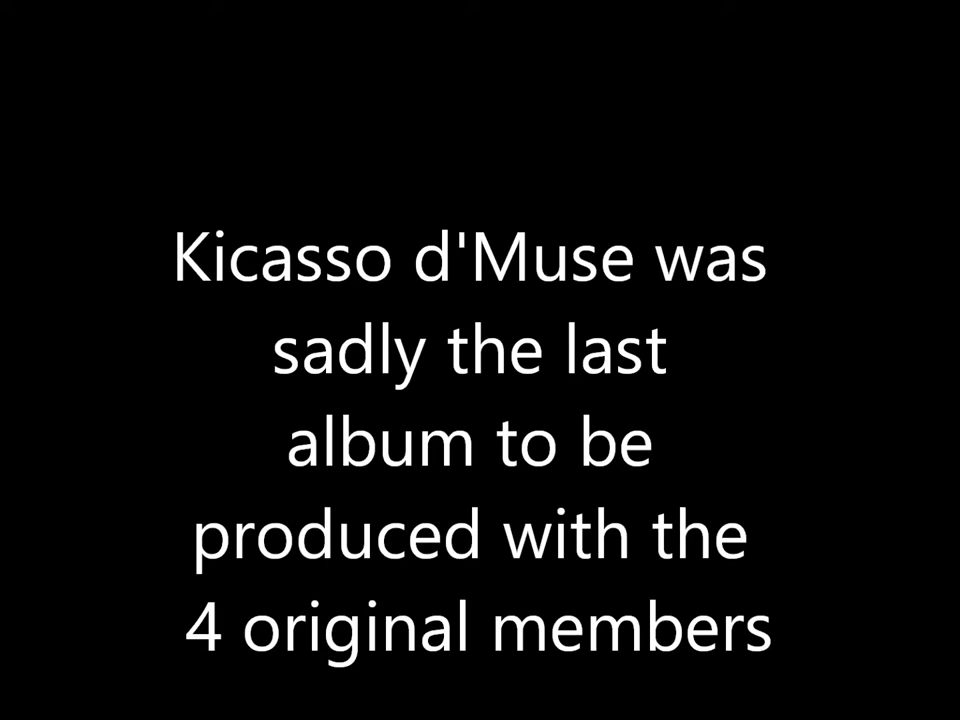 Kicasso d'Muse was
sadly the last
album to be
produced with the
4 original members